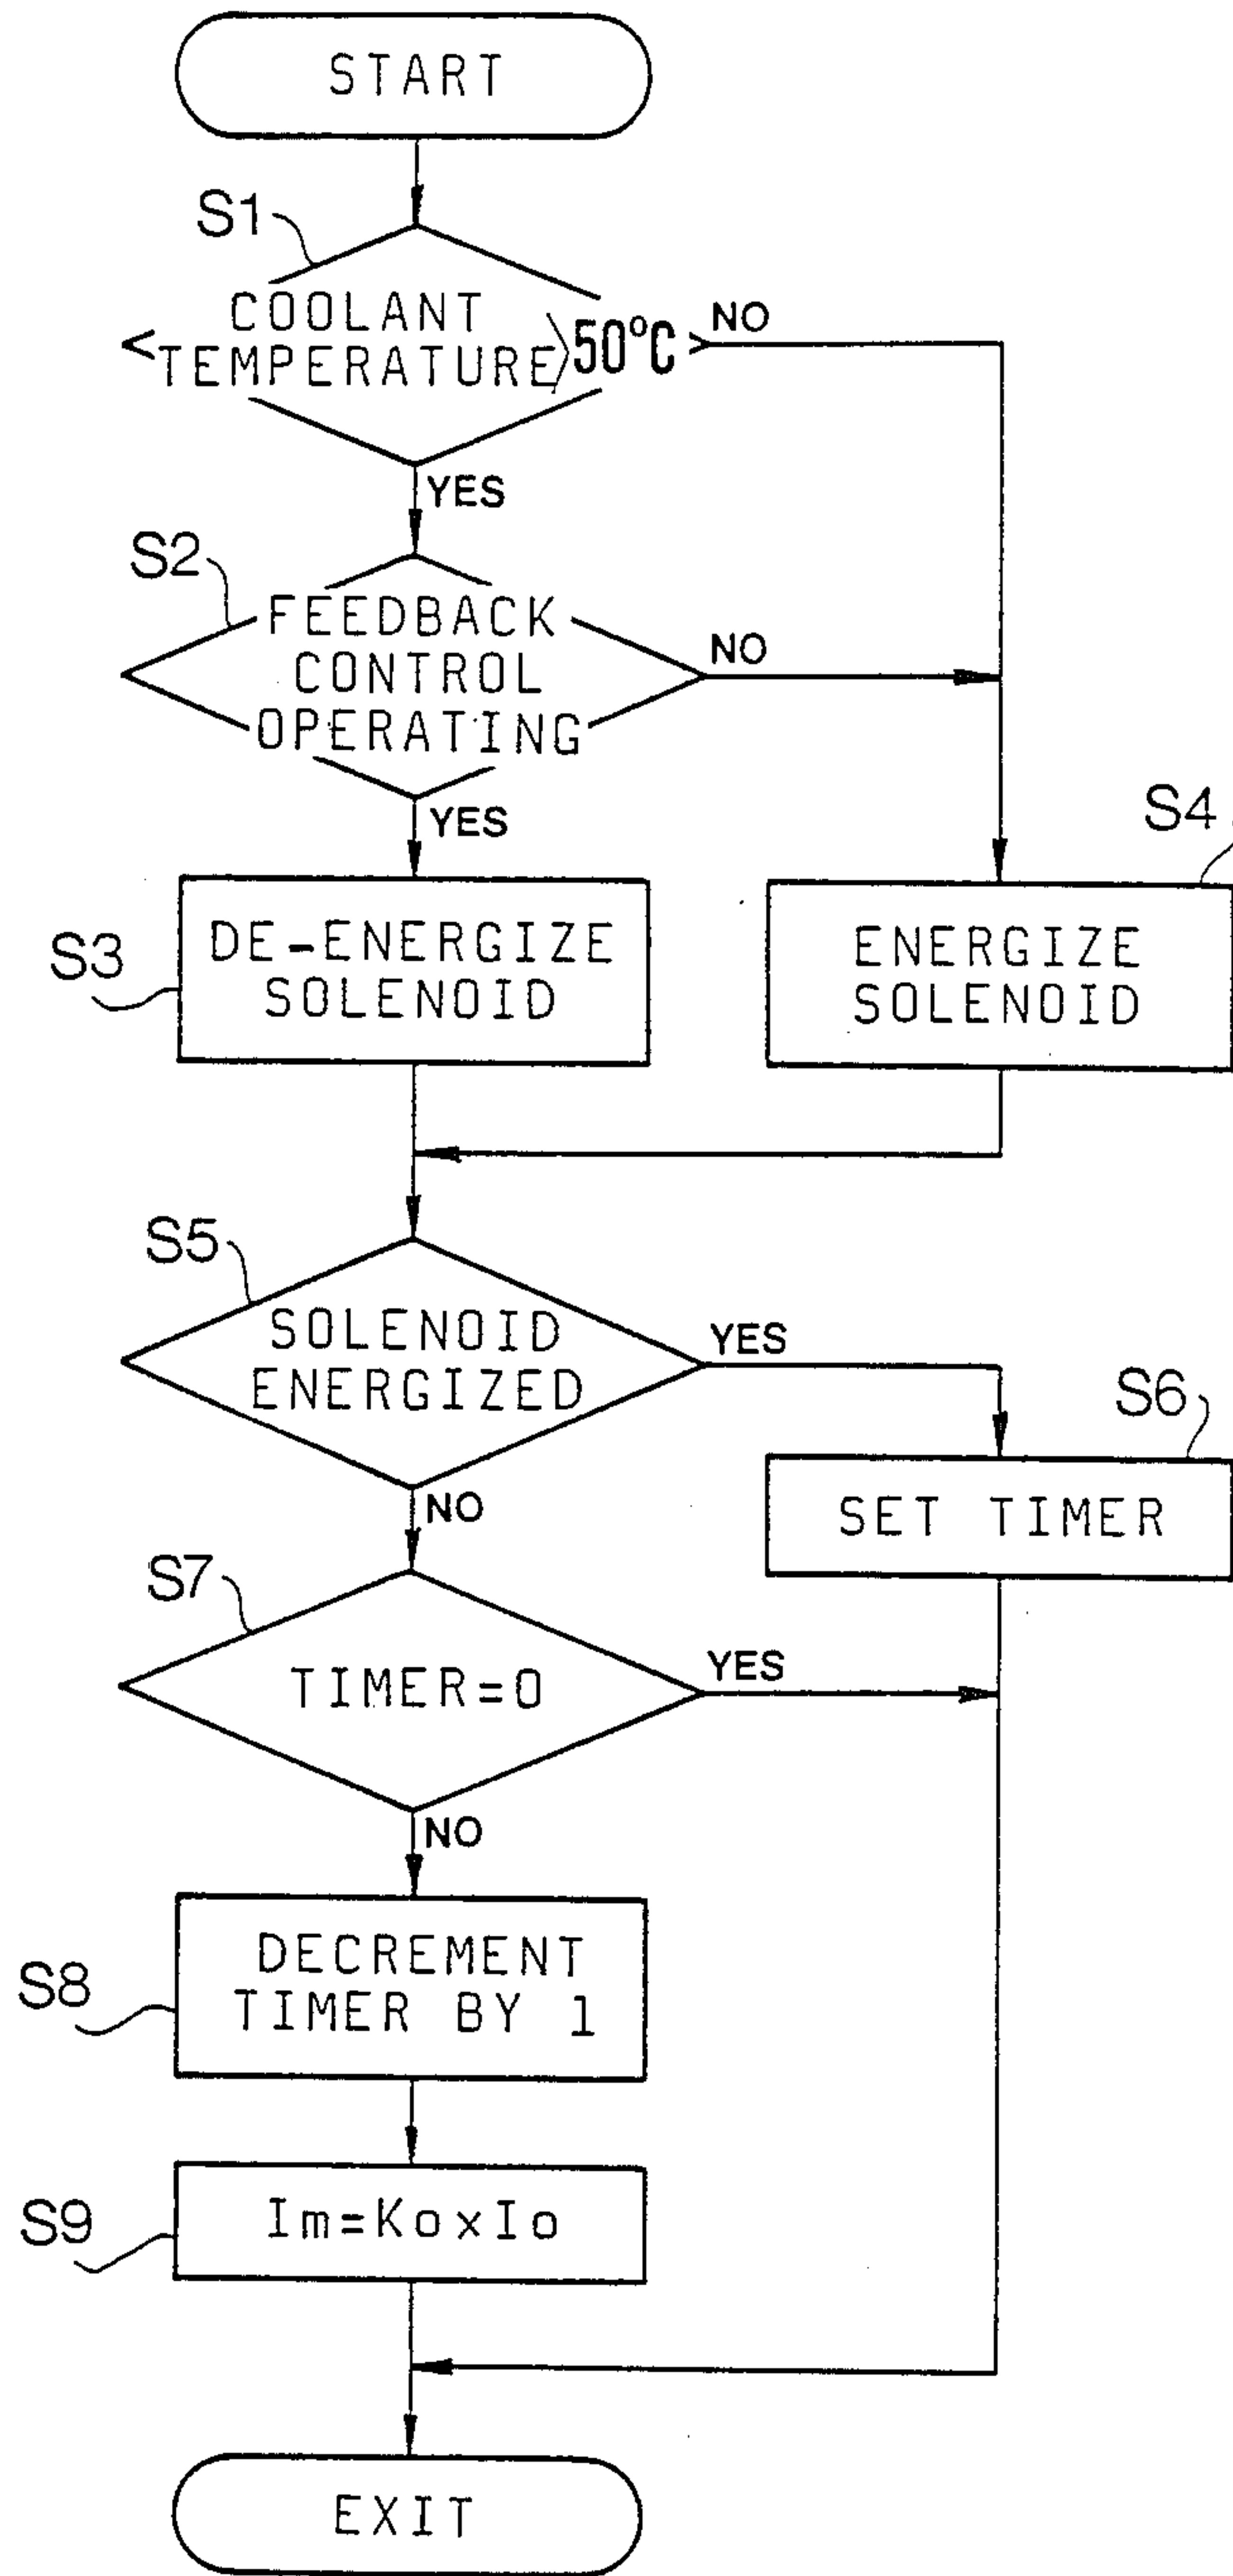 START
S1
COOLANT
TEMPERATURE>50°C
NO
YES
S2
FEEDBACK
CONTROL
OPERATING
NO
YES
S3
DE-ENERGIZE
SOLENOID
S4
ENERGIZE
SOLENOID
S5
SOLENOID
ENERGIZED
YES
NO
S6
SET TIMER
S7
TIMER=0
YES
NO
S8
DECREMENT
TIMER BY 1
S9
Im=Ko×Io
EXIT